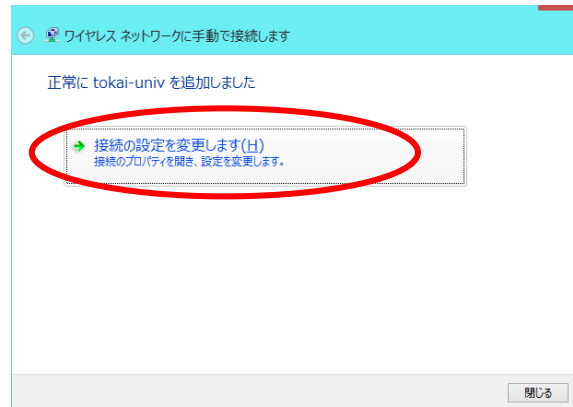 ワイヤレス ネットワークに手動で接続します
正常に tokai-univ を追加しました
接続の設定を変更します(H)
接続のプロパティを開き、設定を変更します。
閉じる